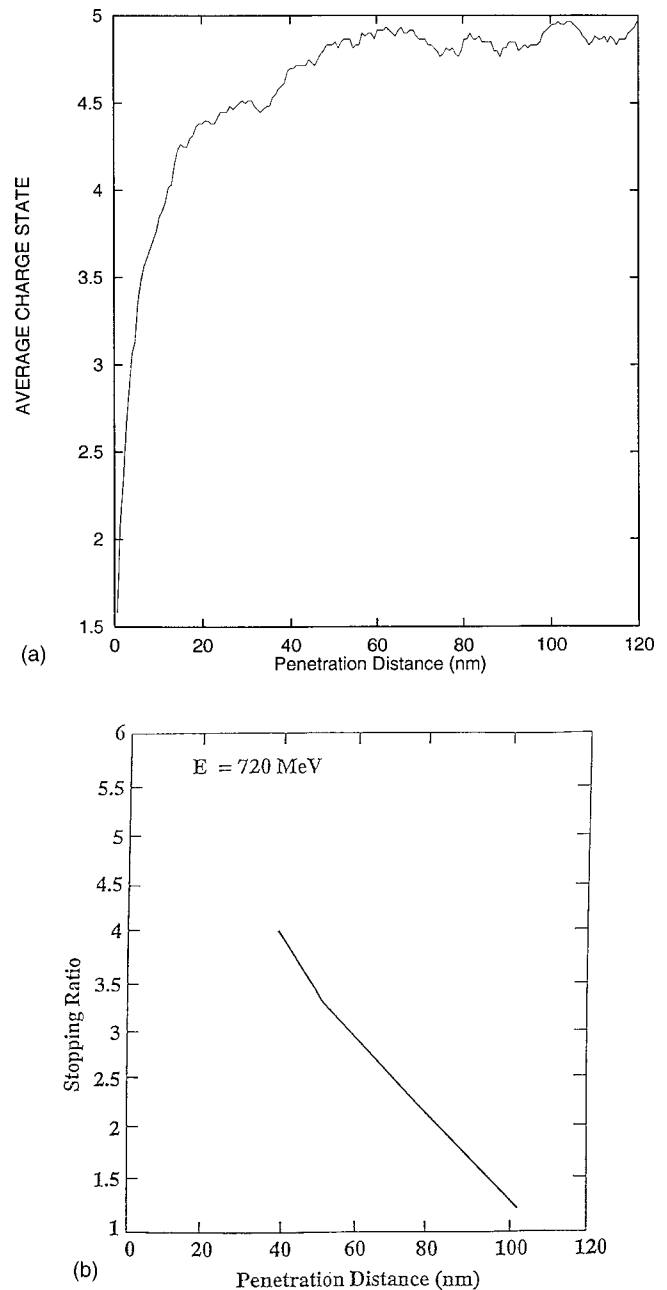 5
4.5
4
3.5
3
2.5
2
1.5
AVERAGE CHARGE STATE
0 20 40 60 80 100 120
Penetration Distance (nm)
(a)
6
5.5
5
4.5
4
3.5
3
2.5
2
1.5
1
E = 720 MeV
Stopping Ratio
0 20 40 60 80 100 120
Penetration Distance (nm)
(b)